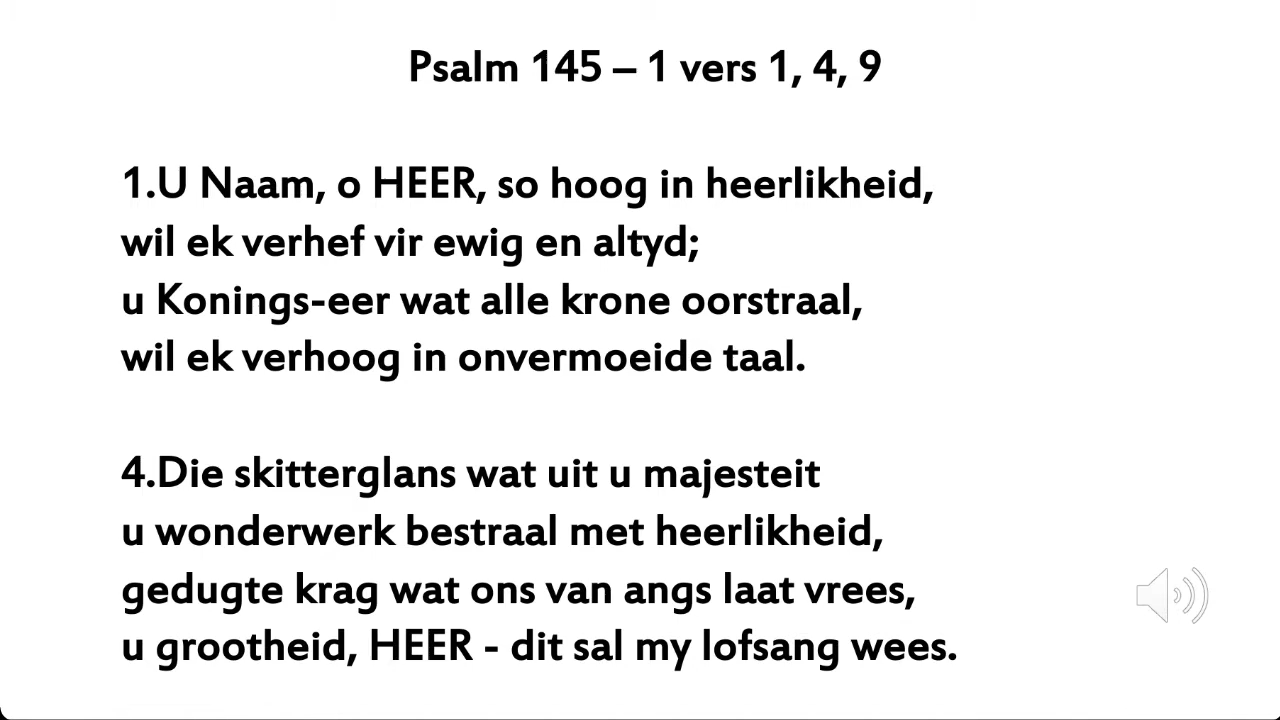 Psalm 145 – 1 vers 1, 4, 9
1.U Naam, o HEER, so hoog in heerlikheid,
wil ek verhef vir ewig en altyd;
u Konings-eer wat alle krone oorstraal,
wil ek verhoog in onvermoeide taal.
4.Die skitterglans wat uit u majesteit
u wonderwerk bestraal met heerlikheid,
gedugte krag wat ons van angs laat vrees,
u grootheid, HEER - dit sal my lofsang wees.